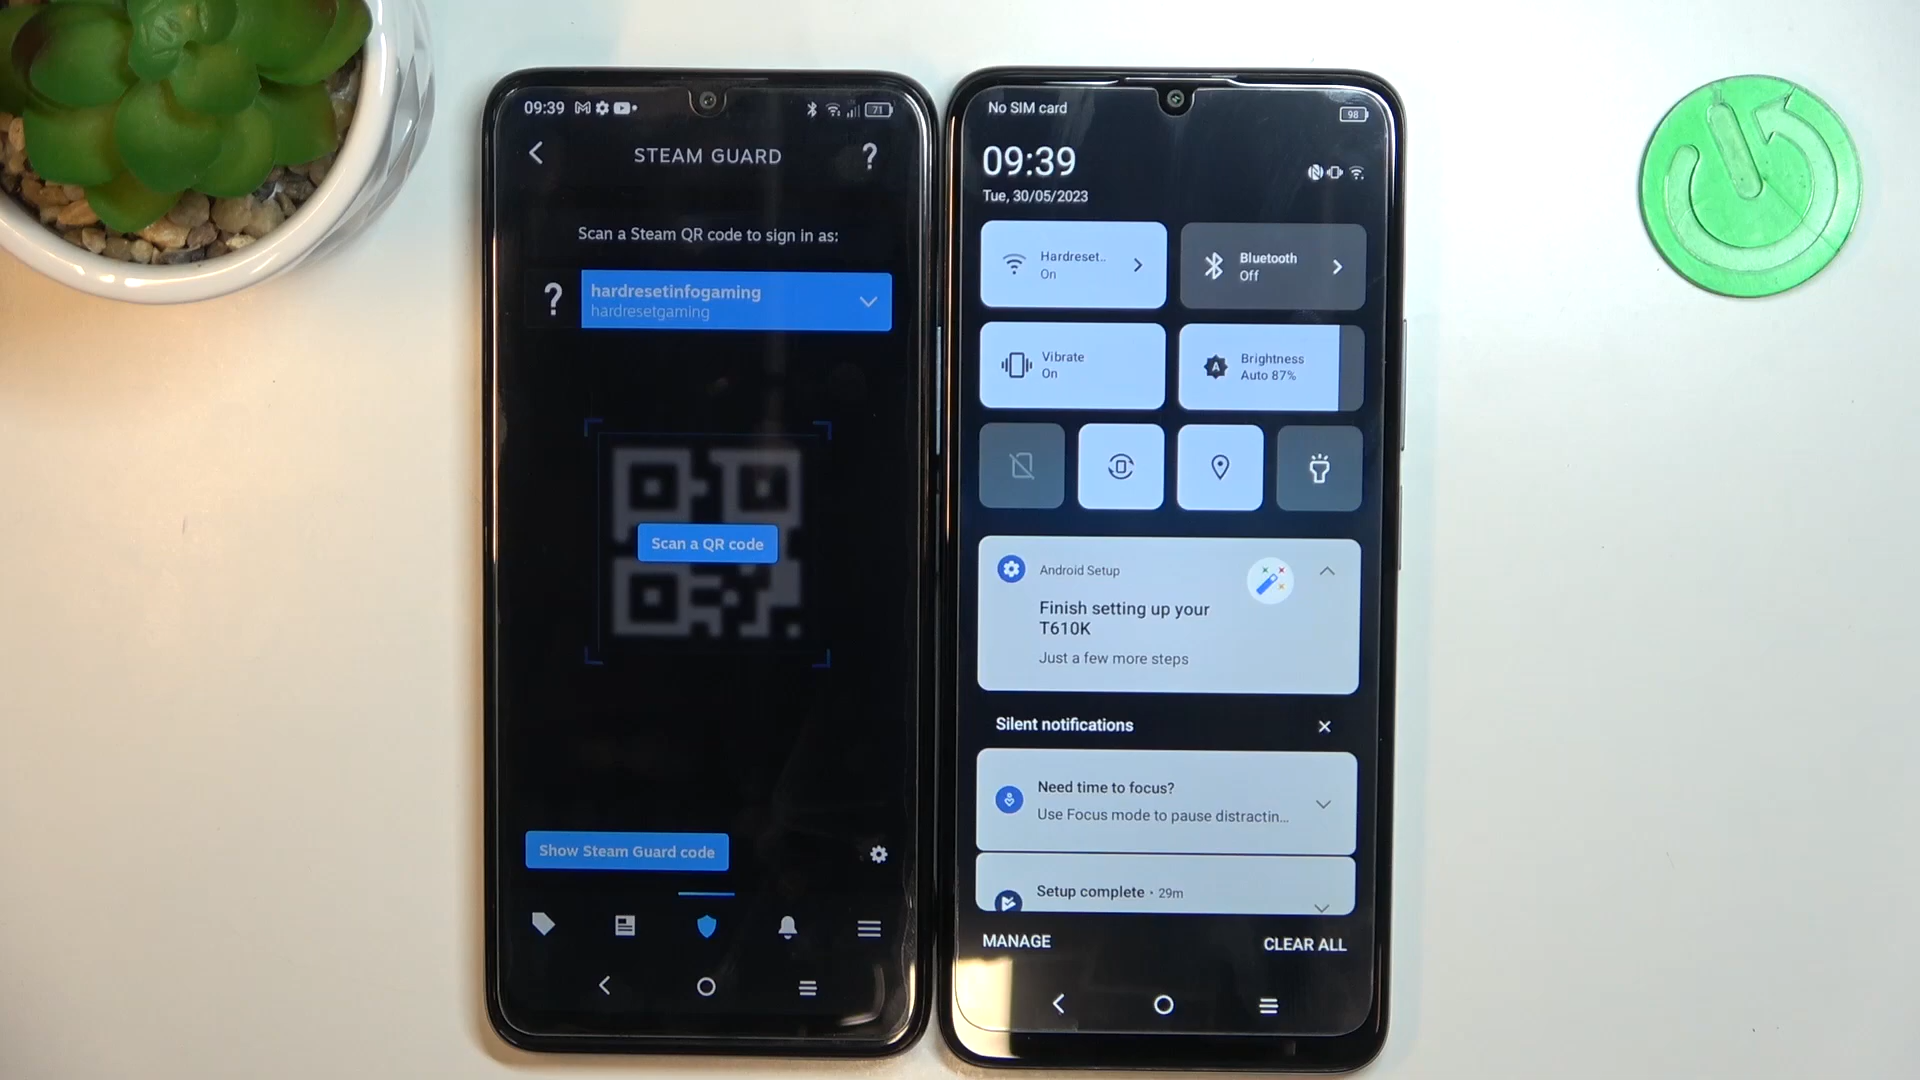 09:39
71
STEAM GUARD
?
Scan a Steam QR code to sign in as:
?
hardresetinfogaming
hardresetgaming
Scan a QR code
Show Steam Guard code
No SIM card
98
09:39
Tue, 30/05/2023
Hardreset..
On
Bluetooth
Off
Vibrate
On
A
Brightness
Auto 87%
Android Setup
Finish setting up your
T610K
Just a few more steps
Silent notifications
Need time to focus?
Use Focus mode to pause distractin...
Setup complete • 29m
MANAGE
CLEAR ALL